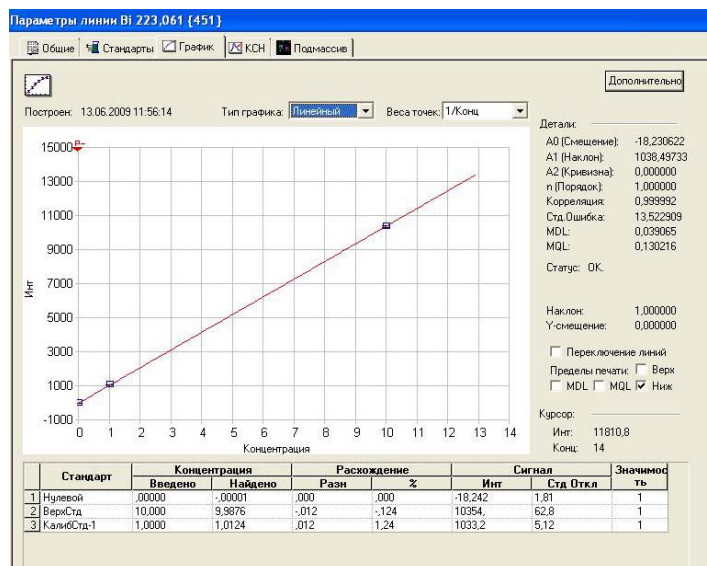 Параметры линии Bi 223,061 {451}
Общие Стандарты График КСН Подмассив
Дополнительно
Построен: 13.06.2009 11:56:14 Тип графика: Линейный Веса точек: 1/Конц
Детали:
A0 (Смещение): -18,230622
A1 (Наклон): 1038,49733
A2 (Кривизна): 0,000000
n (Порядок): 1,000000
Корреляция: 0,999992
Стд.Ошибка: 13,522909
MDL: 0,039065
MQL: 0,130216
Статус: OK.
Наклон: 1,000000
Y-смещение: 0,000000
Переключение линий
Пределы печати: Верх
MDL MQL Ниж
Курсор:
Инт: 11810,8
Конц: 14
15000
13000
11000
9000
7000
5000
3000
1000
-1000
Инт
0 1 2 3 4 5 6 7 8 9 10 11 12 13 14
Концентрация
Стандарт Концентрация Расхождение Сигнал Значимос
ть
Введено Найдено Разн % Инт Стд Откл
1 Нулевой ,00000 -,00001 ,000 ,000 -18,242 1,81 1
2 ВерхСтд 10,000 9,9876 -,012 -,124 10354, 62,8 1
3 КалибСтд-1 1,0000 1,0124 ,012 1,24 1033,2 5,12 1